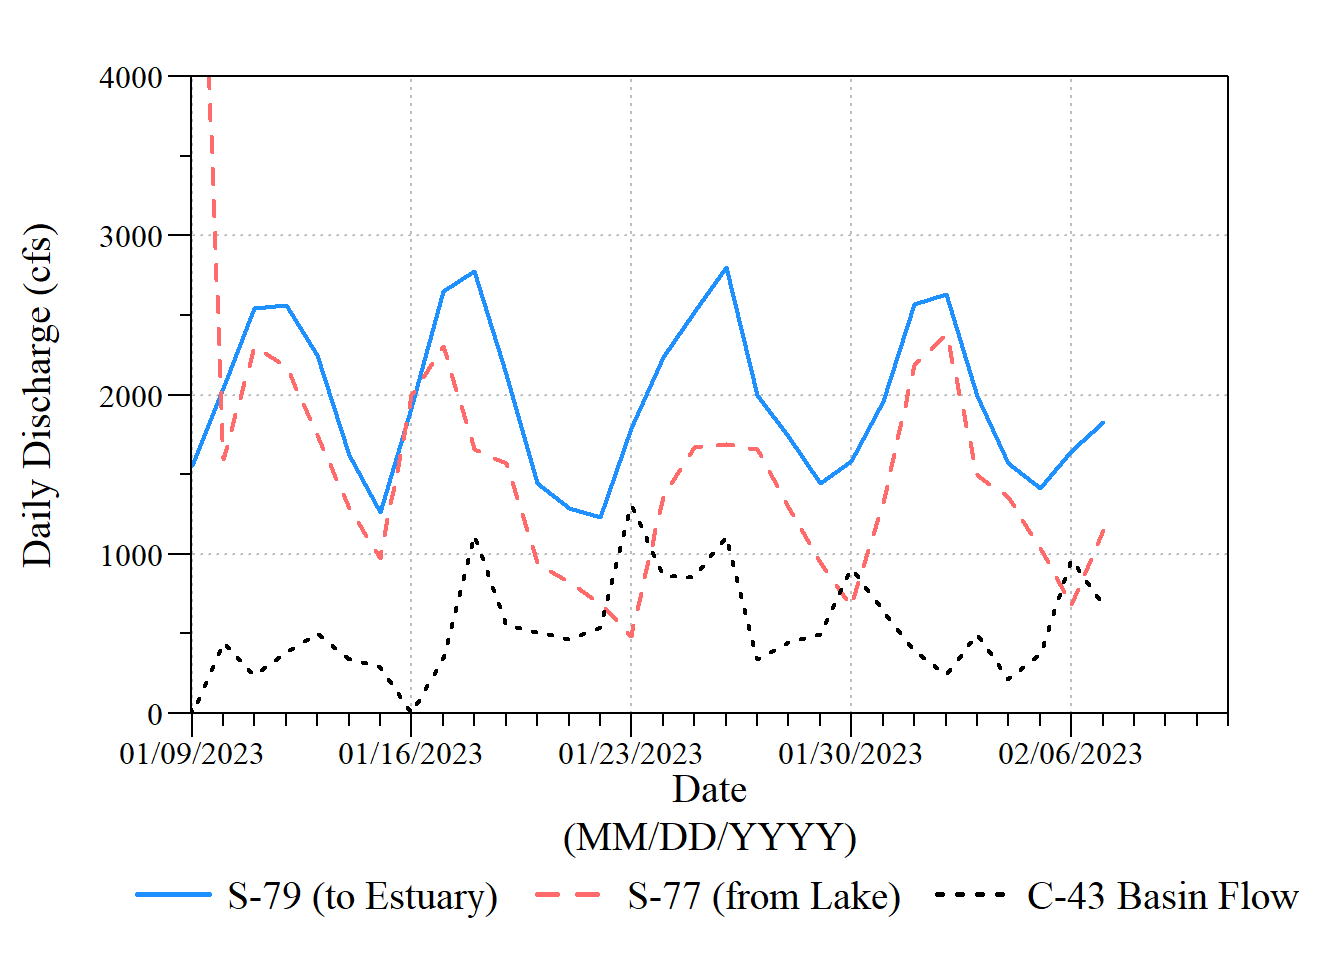 4000
3000
2000
1000
0
Daily Discharge (cfs)
01/09/2023 01/16/2023 01/23/2023 01/30/2023 02/06/2023
Date
(MM/DD/YYYY)
S-79 (to Estuary) S-77 (from Lake) C-43 Basin Flow